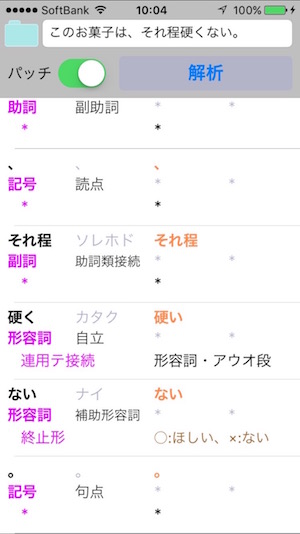 SoftBank 10:04 100%
このお菓子は、それ程硬くない。
パッチ 解析
助詞 副助詞 * *
* *
、 、 、
記号 読点 * *
* *
それ程 ソレホド それ程
副詞 助詞類接続 * *
* *
硬く カタク 硬い
形容詞 自立 * *
連用テ接続 形容詞・アウオ段
ない ナイ ない
形容詞 補助形容詞 * *
終止形 〇:ほしい、×:ない
。 。 。
記号 句点 * *
* *